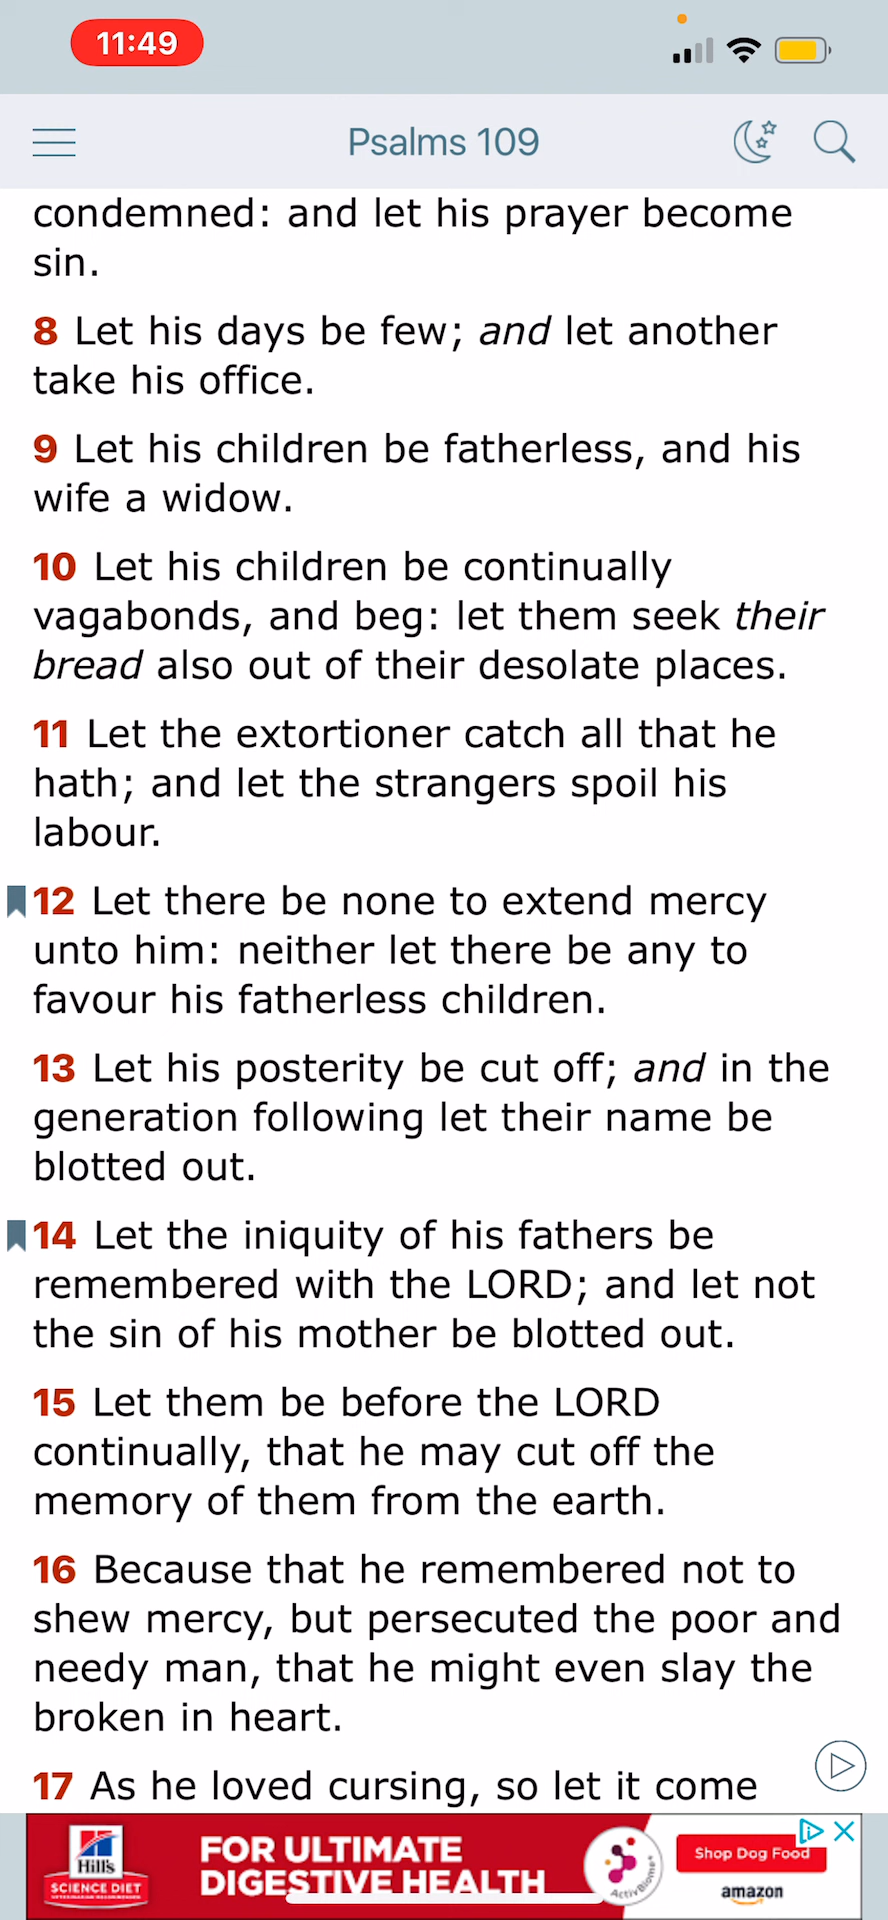 11:49
Psalms 109
condemned: and let his prayer become
sin.
8 Let his days be few; and let another
take his office.
9 Let his children be fatherless, and his
wife a widow.
10 Let his children be continually
vagabonds, and beg: let them seek their
bread also out of their desolate places.
11 Let the extortioner catch all that he
hath; and let the strangers spoil his
labour.
12 Let there be none to extend mercy
unto him: neither let there be any to
favour his fatherless children.
13 Let his posterity be cut off; and in the
generation following let their name be
blotted out.
14 Let the iniquity of his fathers be
remembered with the LORD; and let not
the sin of his mother be blotted out.
15 Let them be before the LORD
continually, that he may cut off the
memory of them from the earth.
16 Because that he remembered not to
shew mercy, but persecuted the poor and
needy man, that he might even slay the
broken in heart.
17 As he loved cursing, so let it come
Hill's
SCIENCE DIET
FOR ULTIMATE
DIGESTIVE HEALTH
ActivBiome+
Shop Dog Food
amazon